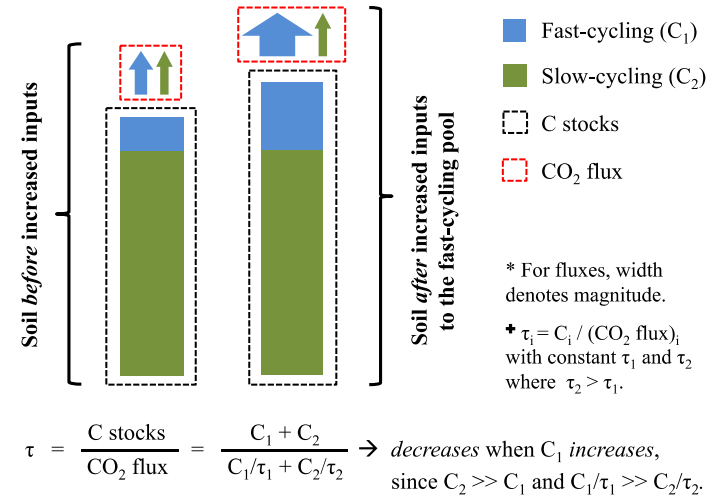 Soil before increased inputs
Soil after increased inputs
to the fast-cycling pool
Fast-cycling (C₁)
Slow-cycling (C₂)
C stocks
CO₂ flux
* For fluxes, width
denotes magnitude.
✚ τᵢ = Cᵢ / (CO₂ flux)ᵢ
with constant τ₁ and τ₂
where τ₂ > τ₁.
τ = C stocks / CO₂ flux = C₁ + C₂ / C₁/τ₁ + C₂/τ₂ → decreases when C₁ increases,
since C₂ >> C₁ and C₁/τ₁ >> C₂/τ₂.